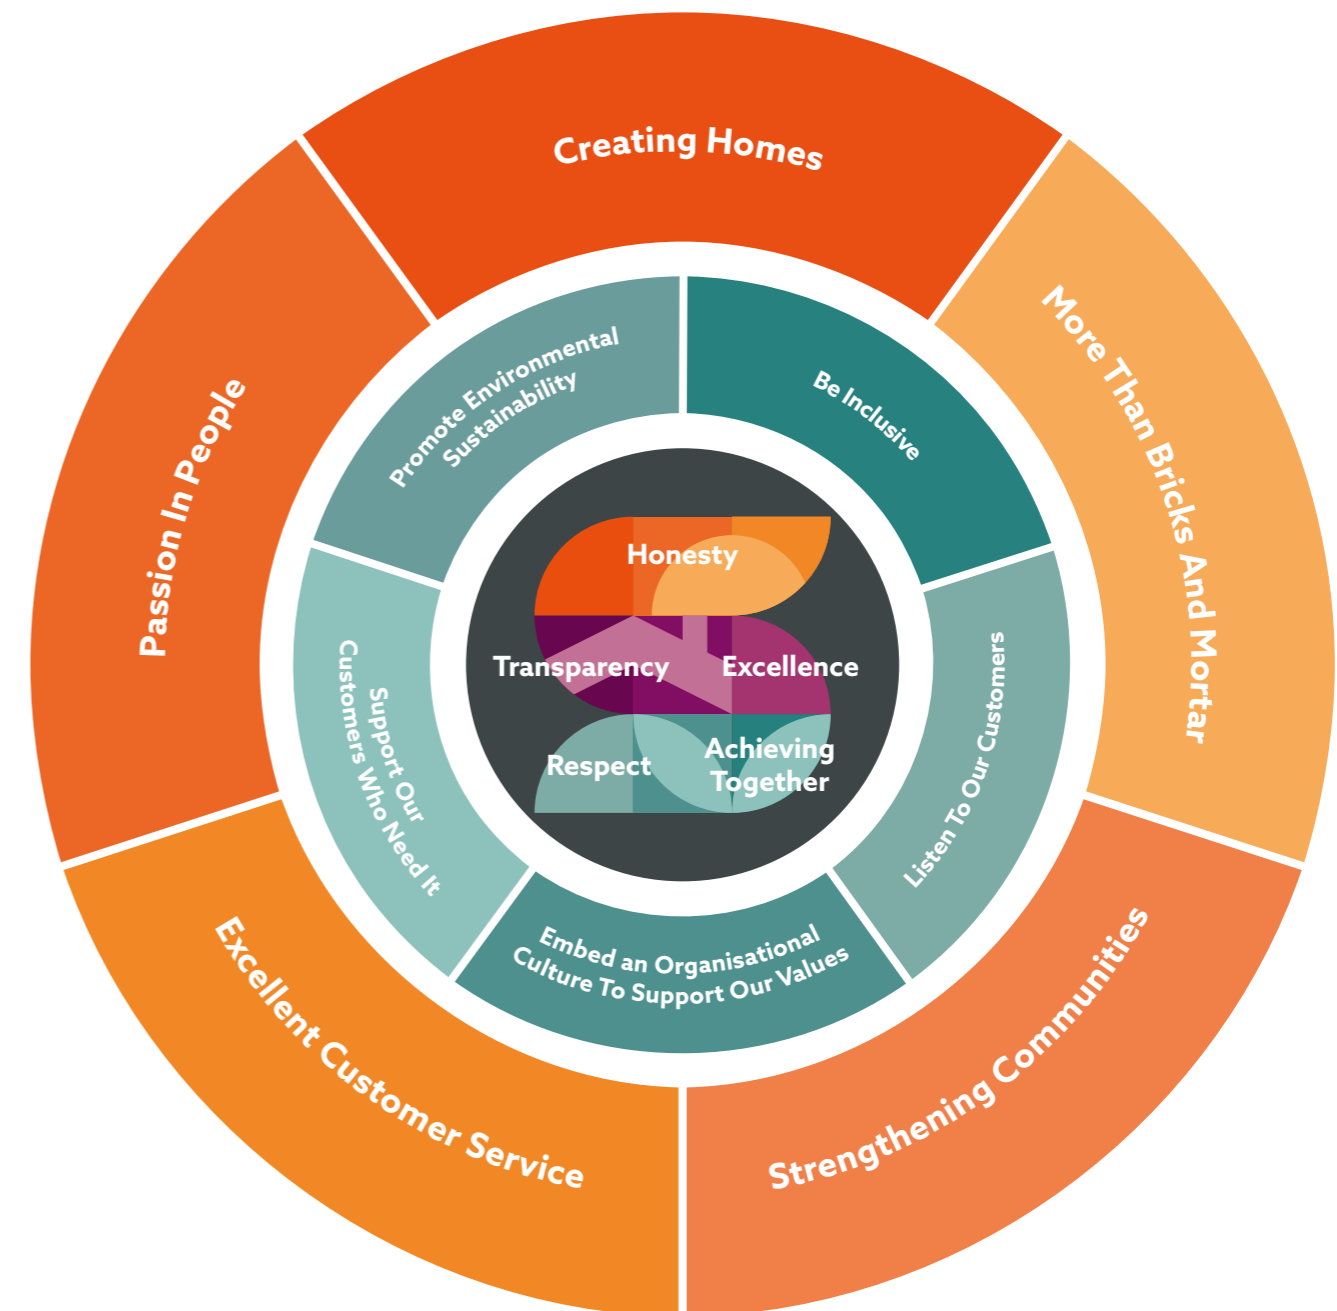 Creating Homes
More Than Bricks And Mortar
Strengthening Communities
Excellent Customer Service
Passion In People
Be Inclusive
Listen To Our Customers
Embed an Organisational
Culture To Support Our Values
Support Our
Customers Who Need It
Promote Environmental
Sustainability
Honesty
Transparency
Excellence
Respect
Achieving
Together